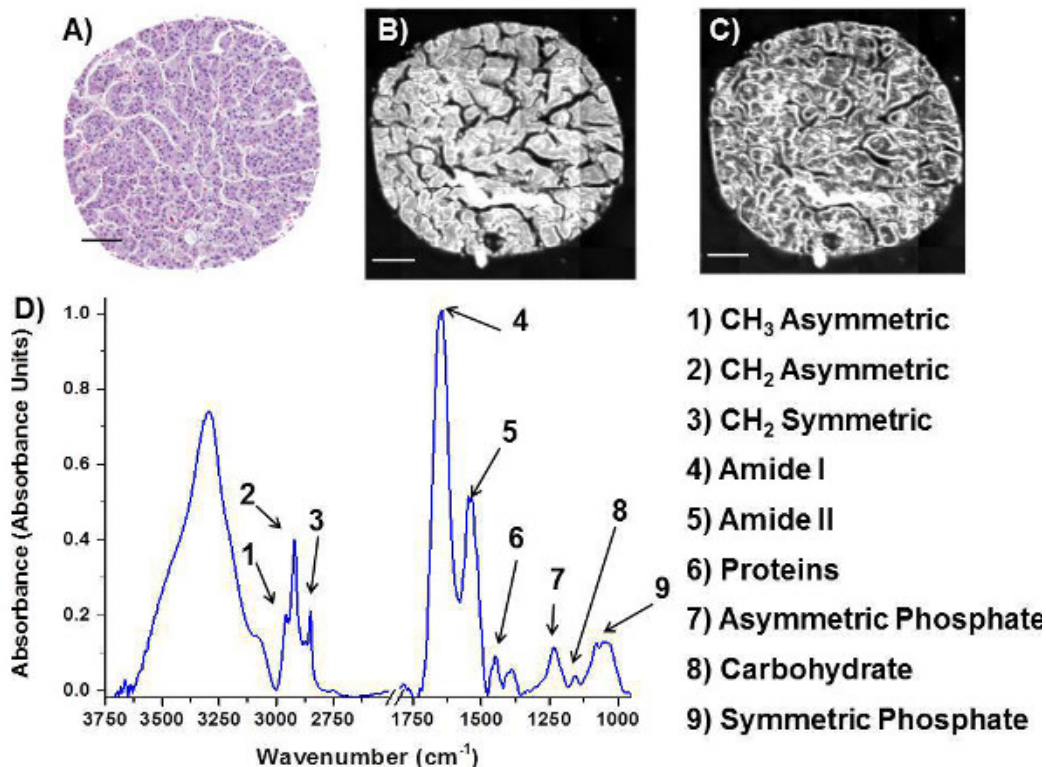 A)
B)
C)
D)
1.0
0.8
0.6
0.4
0.2
0.0
Absorbance (Absorbance Units)
1
2
3
4
5
6
7
8
9
3750 3500 3250 3000 2750 1750 1500 1250 1000
Wavenumber (cm⁻¹)
1) CH₃ Asymmetric
2) CH₂ Asymmetric
3) CH₂ Symmetric
4) Amide I
5) Amide II
6) Proteins
7) Asymmetric Phosphate
8) Carbohydrate
9) Symmetric Phosphate